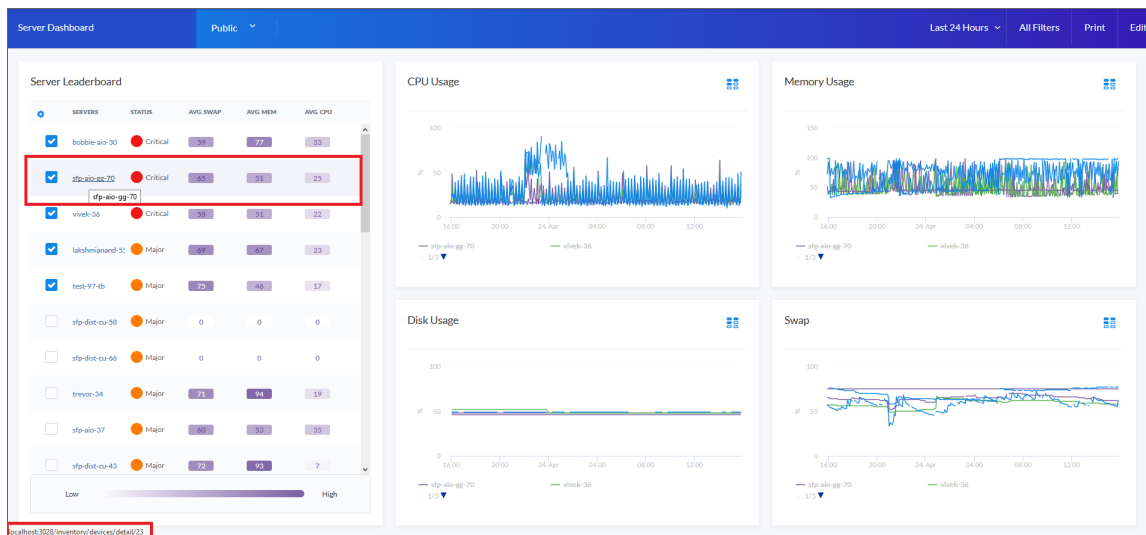 Server Dashboard Public Last 24 Hours All Filters Print Edit
Server Leaderboard
SERVERS STATUS AVG. SWAP AVG. MEM AVG. CPU
bobbie-aio-30 Critical 59 77 33
sfp-aio-gg-70 Critical 65 51 25
sfp-aio-gg-70
vivek-36 Critical 58 51 22
lakshmianand-55 Major 69 67 23
test-97-tb Major 75 46 17
sfp-dist-cu-58 Major 0 0 0
sfp-dist-cu-66 Major 0 0 0
trevor-34 Major 71 94 19
sfp-aio-37 Major 60 53 35
sfp-dist-cu-43 Major 72 93 7
Low High
CPU Usage
100
% 50
0
16:00 20:00 24. Apr 04:00 08:00 12:00
sfp-aio-gg-70 vivek-36
1/3
Memory Usage
150
100
% 50
0
16:00 20:00 24. Apr 04:00 08:00 12:00
sfp-aio-gg-70 vivek-36
1/3
Disk Usage
100
% 50
0
16:00 20:00 24. Apr 04:00 08:00 12:00
sfp-aio-gg-70 vivek-36
1/3
Swap
100
% 50
0
16:00 20:00 24. Apr 04:00 08:00 12:00
sfp-aio-gg-70 vivek-36
1/3
localhost:3028/inventory/devices/detail/23